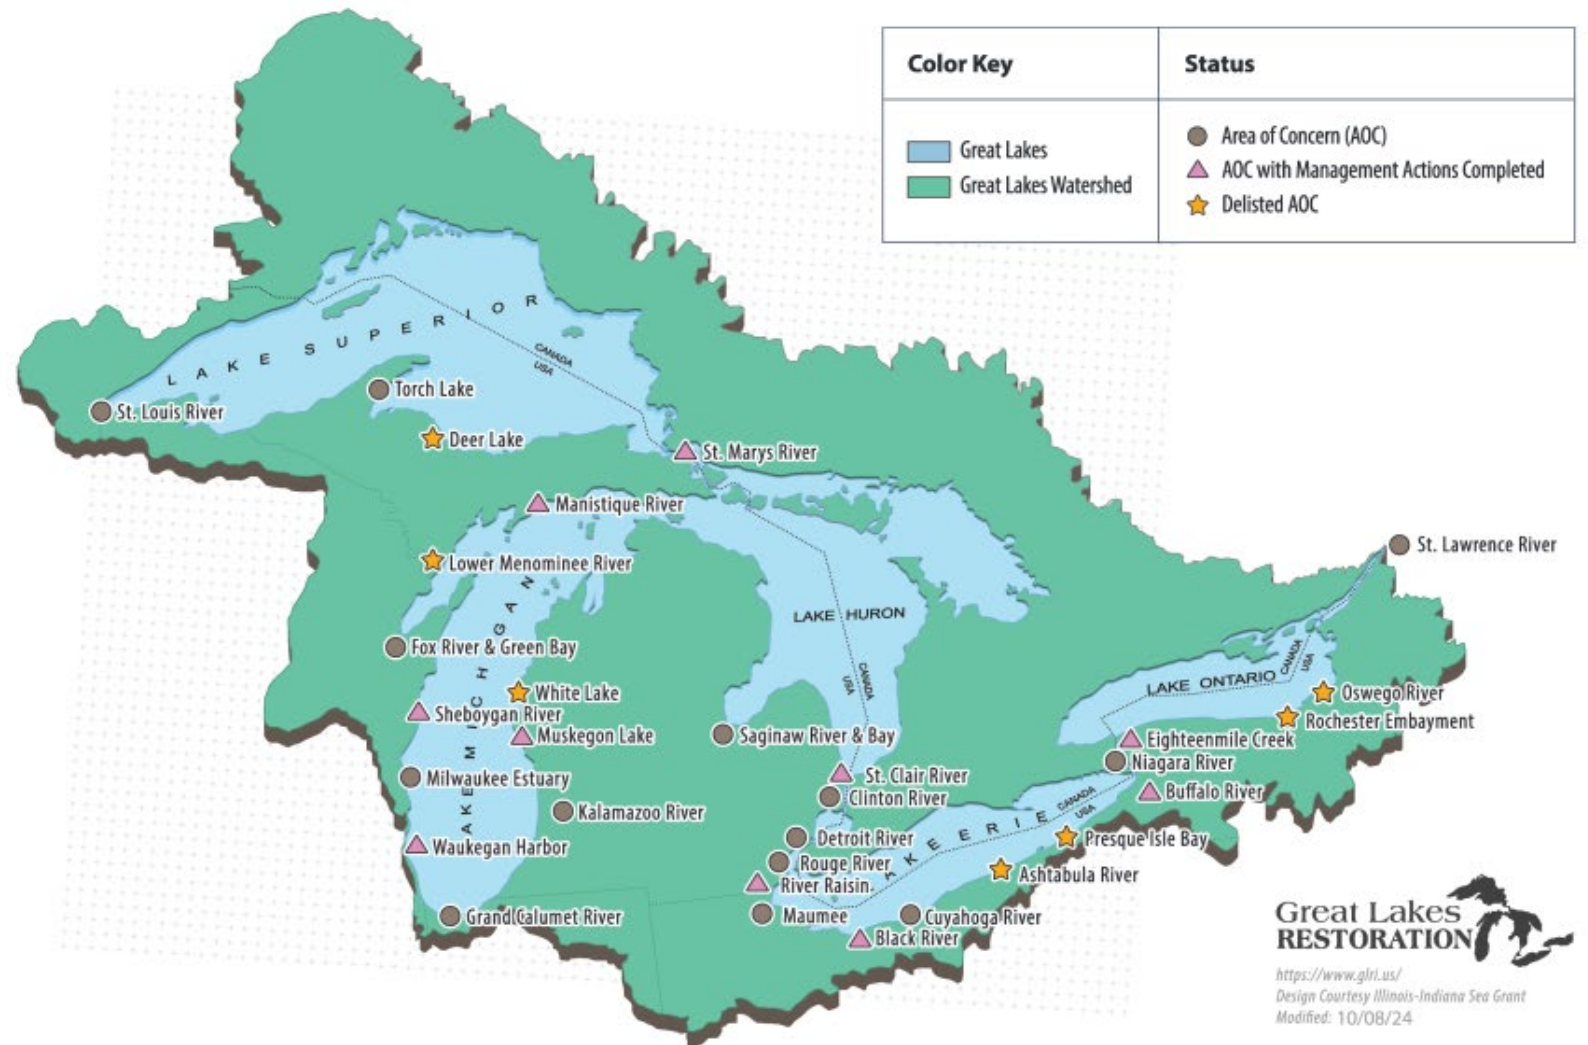 Color Key
Status
Great Lakes
Great Lakes Watershed
Area of Concern (AOC)
AOC with Management Actions Completed
Delisted AOC
LAKE SUPERIOR
CANADA
USA
Torch Lake
St. Louis River
Deer Lake
St. Marys River
Manistique River
St. Lawrence River
Lower Menominee River
LAKE HURON
CANADA
USA
Fox River & Green Bay
LAKE MICHIGAN
CANADA
USA
LAKE ONTARIO
White Lake
Oswego River
Sheboygan River
Rochester Embayment
Muskegon Lake
Saginaw River & Bay
Eighteenmile Creek
Niagara River
Milwaukee Estuary
St. Clair River
Clinton River
Buffalo River
Kalamazoo River
CANADA
USA
LAKE ERIE
Detroit River
Presque Isle Bay
Waukegan Harbor
Rouge River
River Raisin
Ashtabula River
Grand Calumet River
Maumee
Cuyahoga River
Black River
Great Lakes
RESTORATION
https://www.glri.us/
Design Courtesy Illinois-Indiana Sea Grant
Modified: 10/08/24